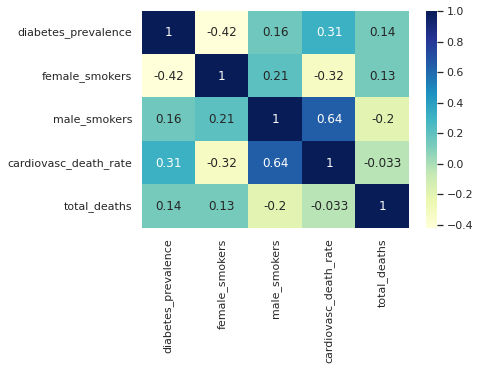 diabetes_prevalence 1 -0.42 0.16 0.31 0.14
female_smokers -0.42 1 0.21 -0.32 0.13
male_smokers 0.16 0.21 1 0.64 -0.2
cardiovasc_death_rate 0.31 -0.32 0.64 1 -0.033
total_deaths 0.14 0.13 -0.2 -0.033 1
diabetes_prevalence
female_smokers
male_smokers
cardiovasc_death_rate
total_deaths
1.0
0.8
0.6
0.4
0.2
0.0
−0.2
−0.4